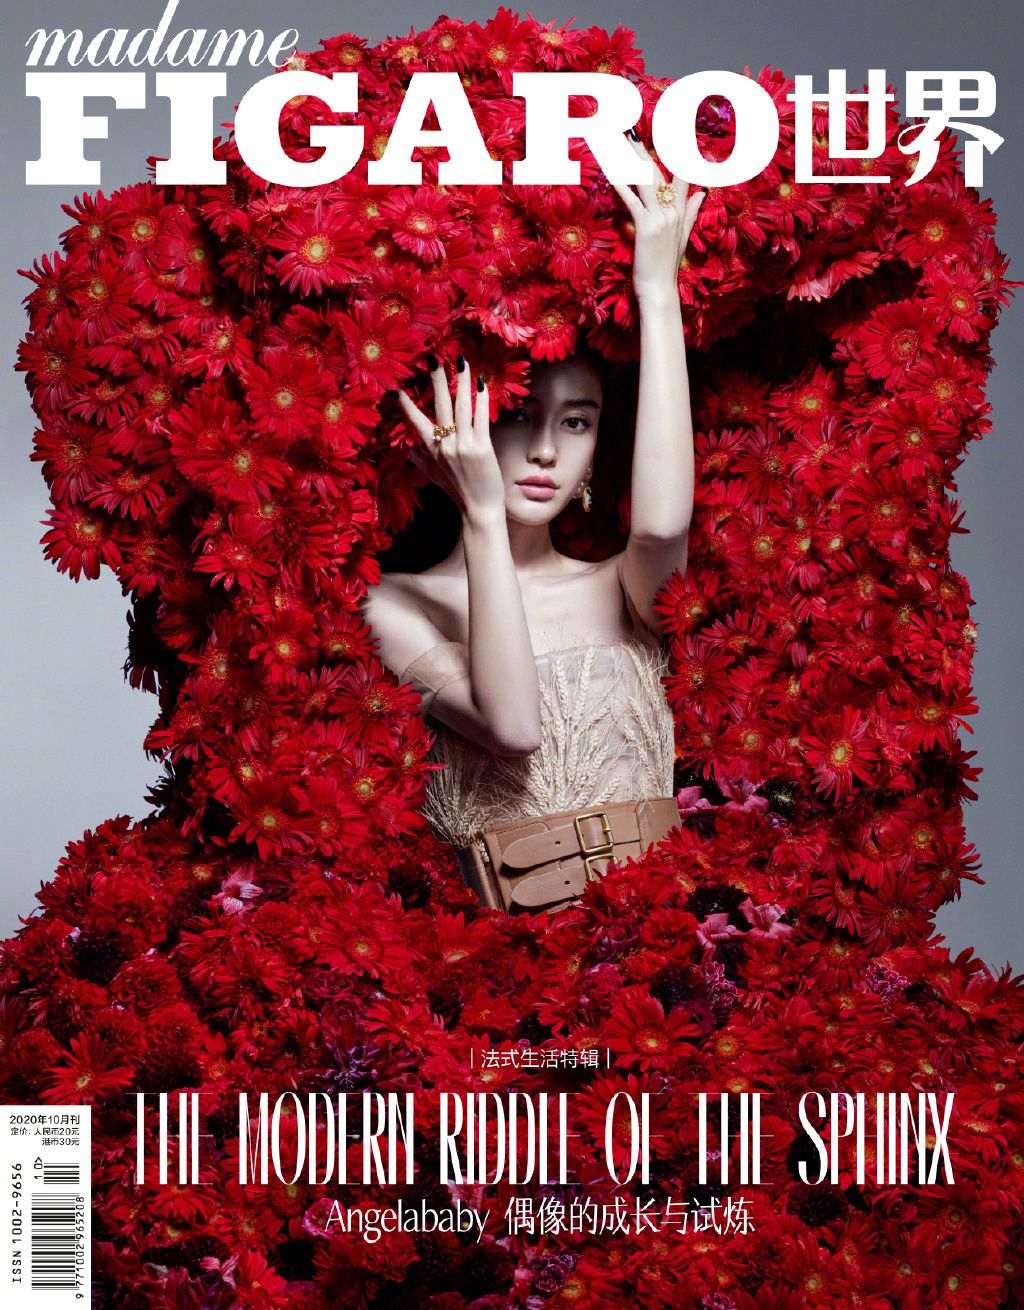 madame
FIGARO世界
|法式生活特辑|
THE MODERN RIDDLE OF THE SPHINX
Angelababy 偶像的成长与试炼
2020年10月刊
定价: 人民币20元
港币30元
ISSN 1002-9656
10>
9 771002 965208